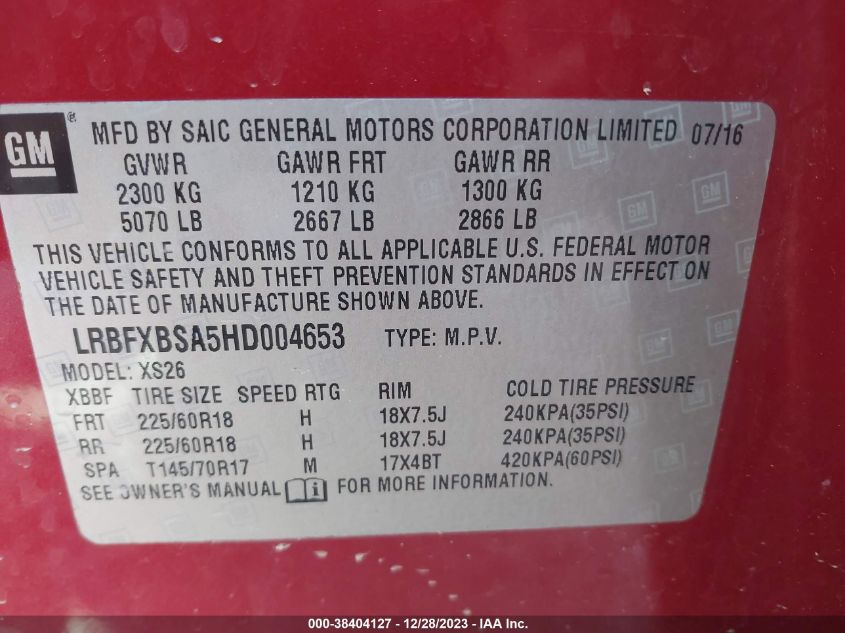 GM ®
MFD BY SAIC GENERAL MOTORS CORPORATION LIMITED 07/16
GVWR GAWR FRT GAWR RR
2300 KG 1210 KG 1300 KG
5070 LB 2667 LB 2866 LB
THIS VEHICLE CONFORMS TO ALL APPLICABLE U.S. FEDERAL MOTOR
VEHICLE SAFETY AND THEFT PREVENTION STANDARDS IN EFFECT ON
THE DATE OF MANUFACTURE SHOWN ABOVE.
LRBFXBSA5HD004653 TYPE: M.P.V.
MODEL: XS26
XBBF TIRE SIZE SPEED RTG RIM COLD TIRE PRESSURE
FRT 225/60R18 H 18X7.5J 240KPA(35PSI)
RR 225/60R18 H 18X7.5J 240KPA(35PSI)
SPA T145/70R17 M 17X4BT 420KPA(60PSI)
SEE OWNER'S MANUAL i FOR MORE INFORMATION.
000-38404127 - 12/28/2023 - IAA Inc.